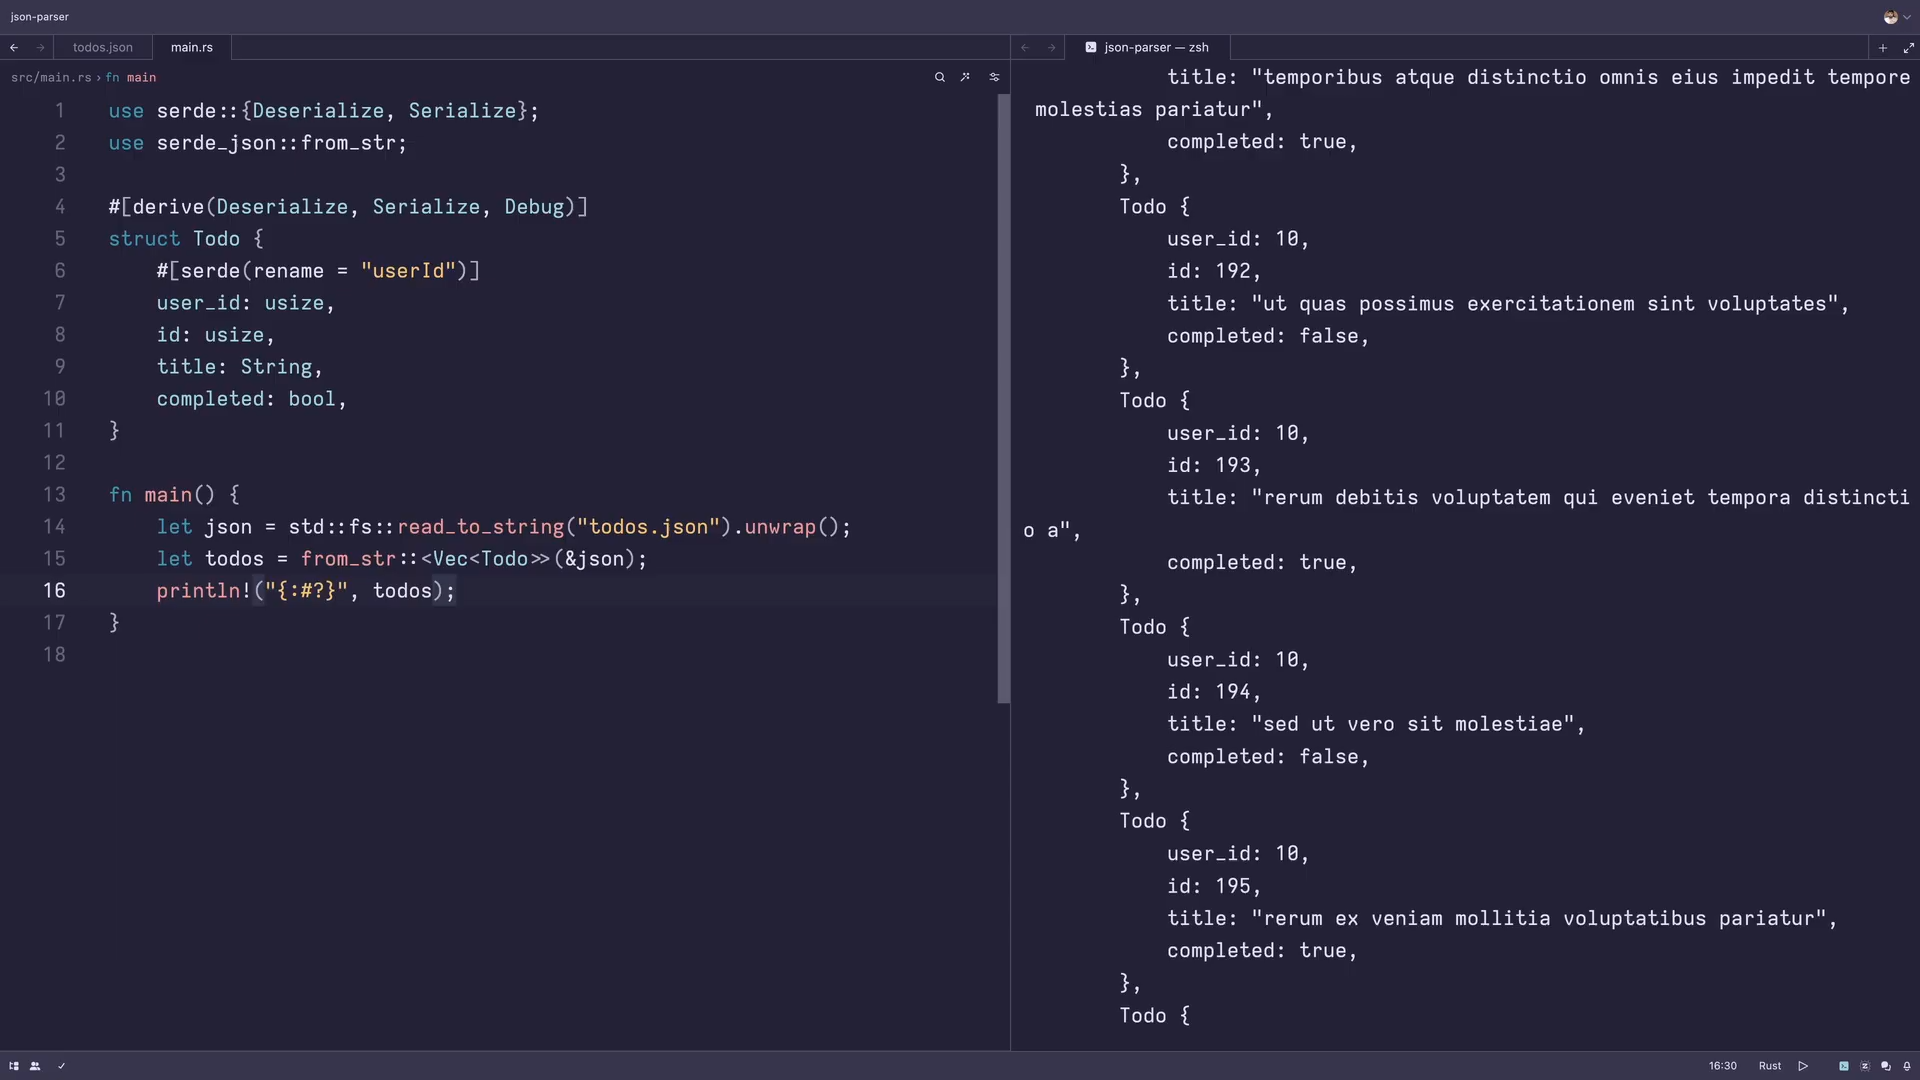 json-parser
todos.json
main.rs
src/main.rs › fn main
1 use serde::{Deserialize, Serialize};
2 use serde_json::from_str;
3
4 #[derive(Deserialize, Serialize, Debug)]
5 struct Todo {
6 #[serde(rename = "userId")]
7 user_id: usize,
8 id: usize,
9 title: String,
10 completed: bool,
11 }
12
13 fn main() {
14 let json = std::fs::read_to_string("todos.json").unwrap();
15 let todos = from_str::<Vec<Todo>>(&json);
16 println!("{:#?}", todos);
17 }
18
json-parser — zsh
title: "temporibus atque distinctio omnis eius impedit tempore
molestias pariatur",
completed: true,
},
Todo {
user_id: 10,
id: 192,
title: "ut quas possimus exercitationem sint voluptates",
completed: false,
},
Todo {
user_id: 10,
id: 193,
title: "rerum debitis voluptatem qui eveniet tempora distincti
o a",
completed: true,
},
Todo {
user_id: 10,
id: 194,
title: "sed ut vero sit molestiae",
completed: false,
},
Todo {
user_id: 10,
id: 195,
title: "rerum ex veniam mollitia voluptatibus pariatur",
completed: true,
},
Todo {
16:30
Rust